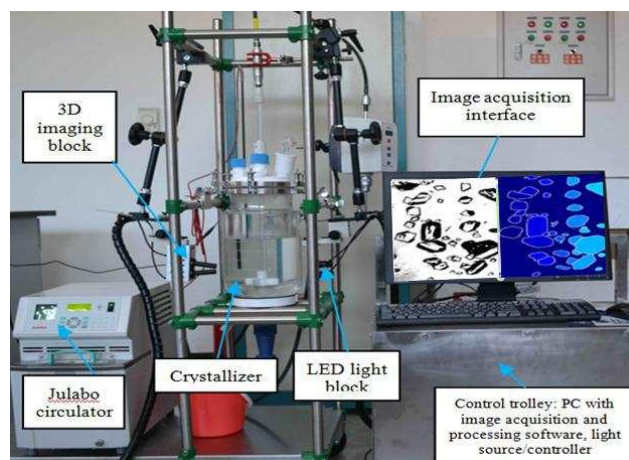 3D
imaging
block
Image acquisition
interface
Julabo
circulator
Crystallizer
LED light
block
Control trolley: PC with
image acquisition and
processing software, light
source/controller